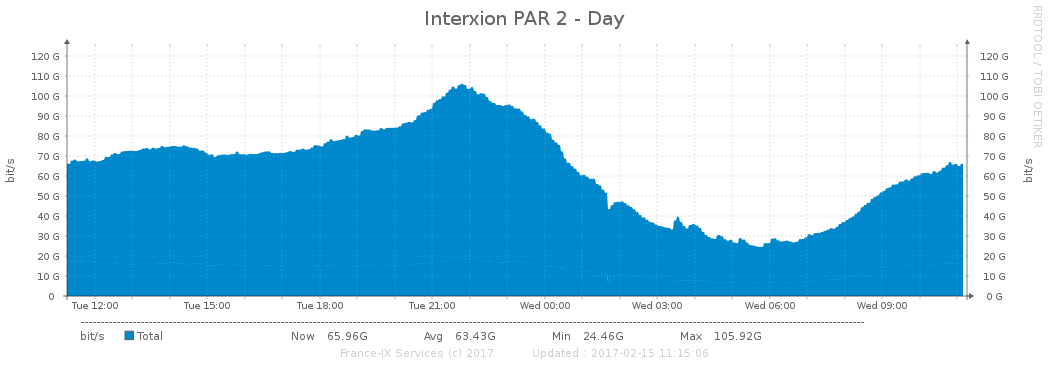 Interxion PAR 2 - Day
RRDTOOL / TOBI OETIKER
120 G 120 G
110 G 110 G
100 G 100 G
90 G 90 G
80 G 80 G
70 G 70 G
60 G 60 G
50 G 50 G
40 G 40 G
30 G 30 G
20 G 20 G
10 G 10 G
0 0 G
bit/s
bit/s
Tue 12:00 Tue 15:00 Tue 18:00 Tue 21:00 Wed 00:00 Wed 03:00 Wed 06:00 Wed 09:00
bit/s Total Now 65.96G Avg 63.43G Min 24.46G Max 105.92G
France-IX Services (c) 2017 Updated : 2017-02-15 11:15:06